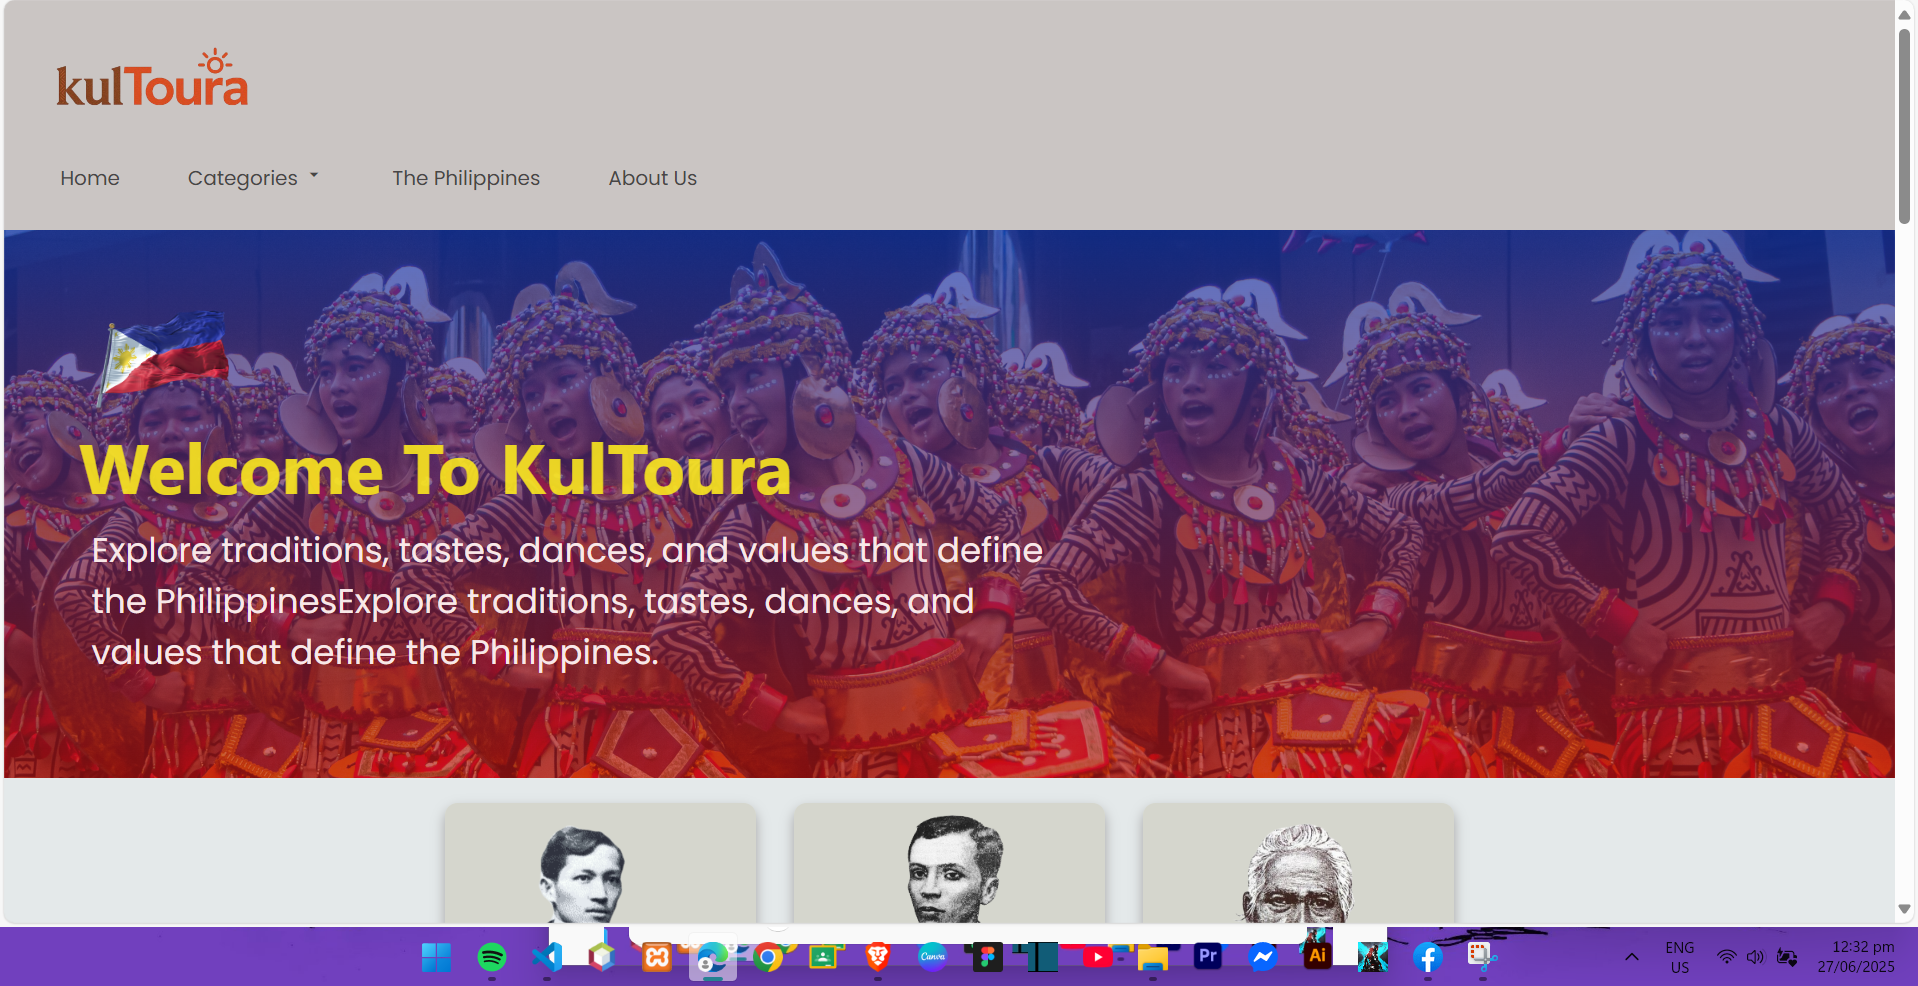 kulToura
Home Categories The Philippines About Us
Welcome To KulToura
Explore traditions, tastes, dances, and values that define
the PhilippinesExplore traditions, tastes, dances, and
values that define the Philippines.
Canva
Pr
Ai
ENG
US
12:32 pm
27/06/2025